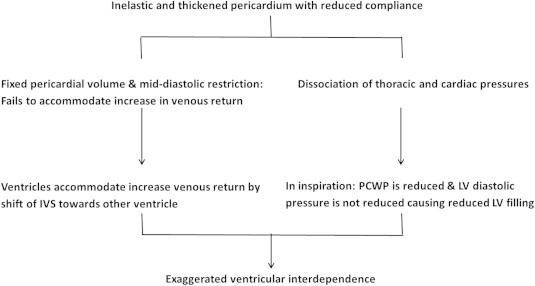 Inelastic and thickened pericardium with reduced compliance
Fixed pericardial volume & mid-diastolic restriction:
Fails to accommodate increase in venous return
Dissociation of thoracic and cardiac pressures
Ventricles accommodate increase venous return by
shift of IVS towards other ventricle
In inspiration: PCWP is reduced & LV diastolic
pressure is not reduced causing reduced LV filling
Exaggerated ventricular interdependence